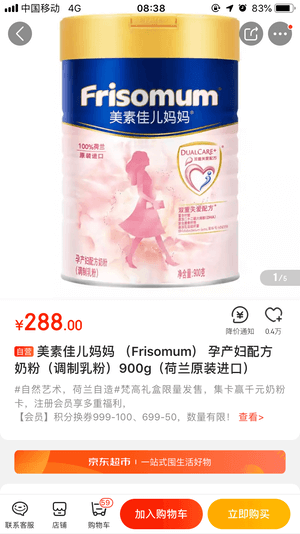 中国移动 4G 08:38 83%
Frisomum
美素佳儿妈妈®
100%荷兰
原装进口
DUALCARE+
双重关爱配方
孕产妇配方奶粉
(调制乳粉)
净含量:900克
1/5
¥288.00
降价通知
0.4万
自营 美素佳儿妈妈 （Frisomum） 孕产妇配方
奶粉（调制乳粉）900g（荷兰原装进口）
#自然艺术，荷兰自造#梵高礼盒限量发售，集卡赢千元奶粉
卡，注册会员享多重福利，
【会员】积分换券999-100、699-50，数量有限！ 查看>
京东超市 一站式囤生活好物
联系客服
店铺
59
购物车
加入购物车
立即购买